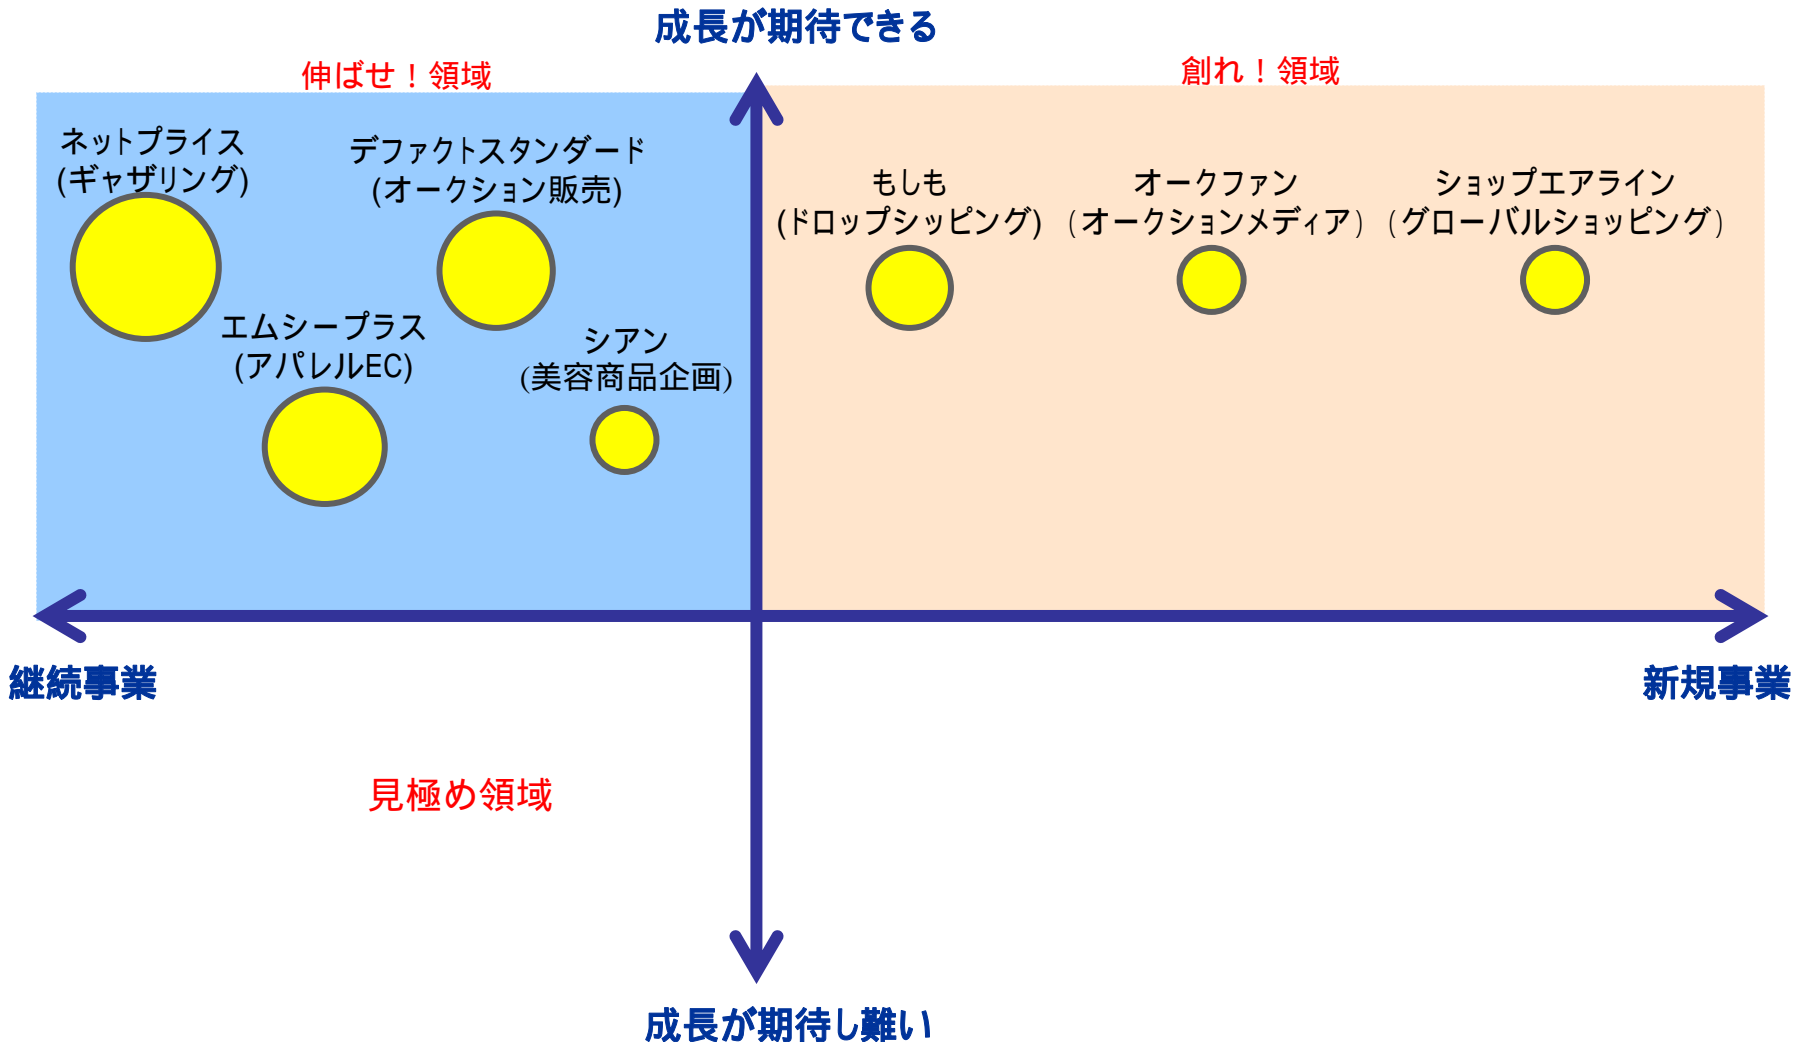 成長が期待できる
伸ばせ！領域
創れ！領域
ネットプライス
(ギャザリング)
デファクトスタンダード
(オークション販売)
もしも
(ドロップシッピング)
オークファン
（オークションメディア）
ショップエアライン
（グローバルショッピング）
エムシープラス
(アパレルEC)
シアン
(美容商品企画)
継続事業
新規事業
見極め領域
成長が期待し難い